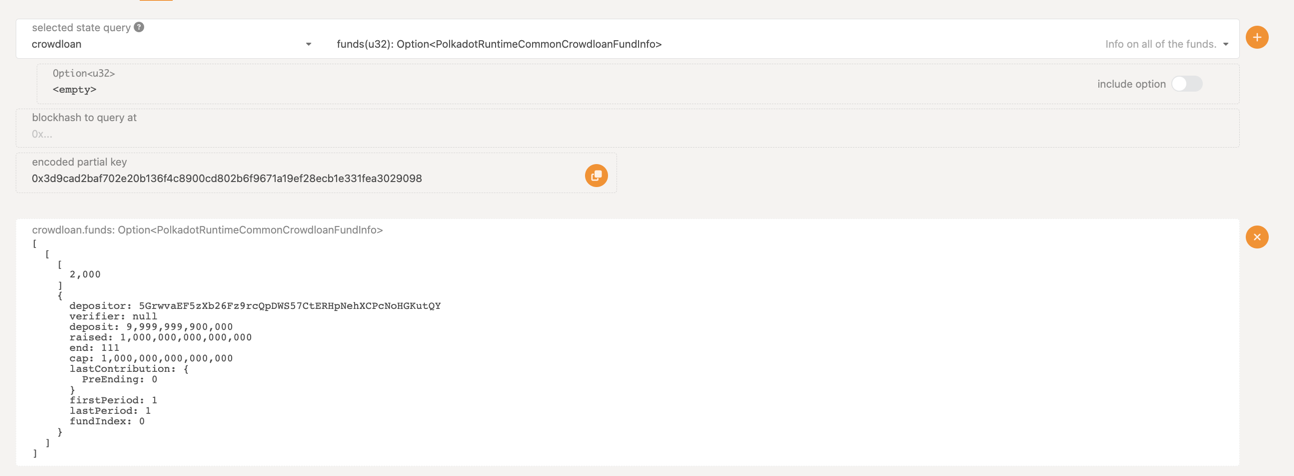 selected state query ?
crowdloan funds(u32): Option<PolkadotRuntimeCommonCrowdloanFundInfo> Info on all of the funds.
Option<u32>
<empty> include option
blockhash to query at
0x...
encoded partial key
0x3d9cad2baf702e20b136f4c8900cd802b6f9671a19ef28ecb1e331fea3029098
crowdloan.funds: Option<PolkadotRuntimeCommonCrowdloanFundInfo>
[
[
[
2,000
]
{
depositor: 5GrwvaEF5zXb26Fz9rcQpDWS57CtERHpNehXCPcNoHGKutQY
verifier: null
deposit: 9,999,999,900,000
raised: 1,000,000,000,000,000
end: 111
cap: 1,000,000,000,000,000
lastContribution: {
PreEnding: 0
}
firstPeriod: 1
lastPeriod: 1
fundIndex: 0
}
]
]